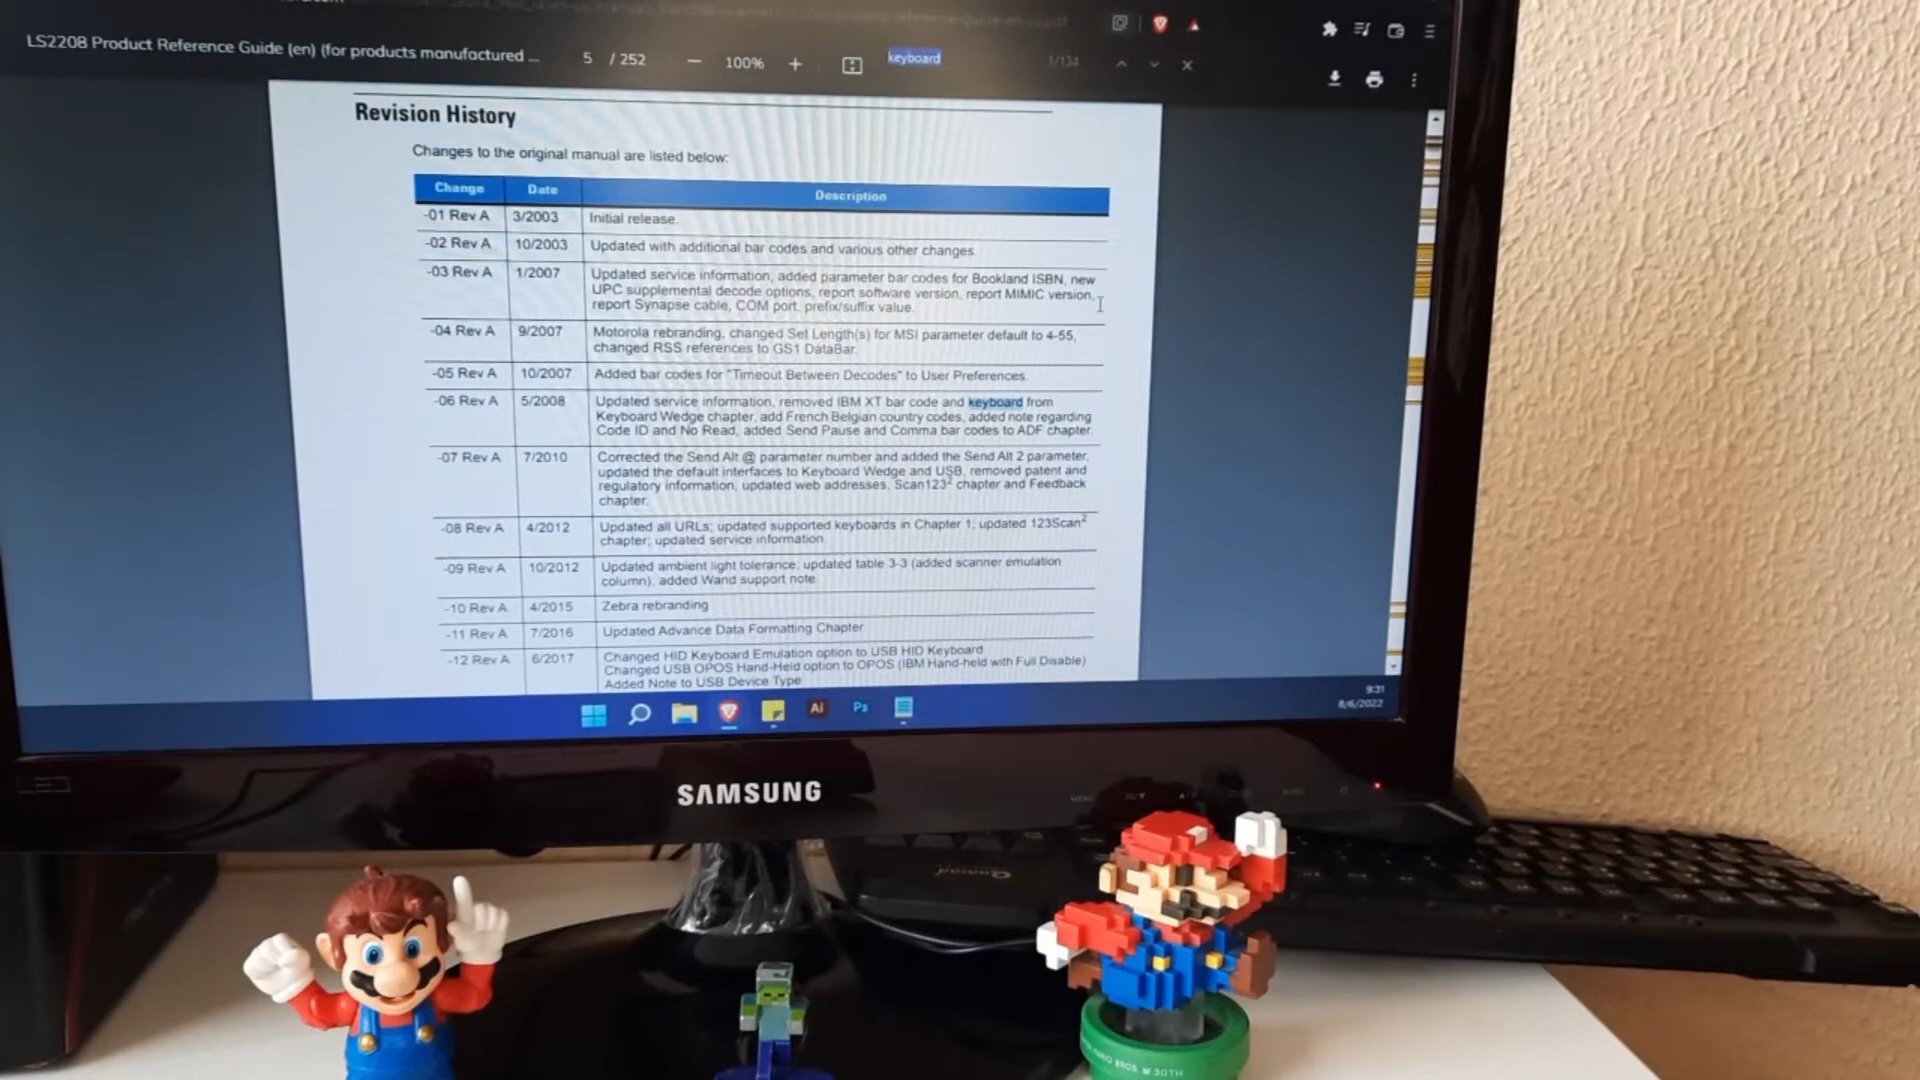 LS2208 Product Reference Guide (en) (for products manufactured ...
5 / 252
100%
keyboard
1/134
Revision History
Changes to the original manual are listed below:
Change Date Description
-01 Rev A 3/2003 Initial release.
-02 Rev A 10/2003 Updated with additional bar codes and various other changes.
-03 Rev A 1/2007 Updated service information, added parameter bar codes for Bookland ISBN, new
UPC supplemental decode options, report software version, report MIMIC version,
report Synapse cable, COM port, prefix/suffix value.
-04 Rev A 9/2007 Motorola rebranding, changed Set Length(s) for MSI parameter default to 4-55,
changed RSS references to GS1 DataBar.
-05 Rev A 10/2007 Added bar codes for "Timeout Between Decodes" to User Preferences.
-06 Rev A 5/2008 Updated service information, removed IBM XT bar code and keyboard from
Keyboard Wedge chapter, add French Belgian country codes, added note regarding
Code ID and No Read, added Send Pause and Comma bar codes to ADF chapter.
-07 Rev A 7/2010 Corrected the Send Alt @ parameter number and added the Send Alt 2 parameter,
updated the default interfaces to Keyboard Wedge and USB, removed patent and
regulatory information, updated web addresses, Scan123² chapter and Feedback
chapter.
-08 Rev A 4/2012 Updated all URLs; updated supported keyboards in Chapter 1; updated 123Scan²
chapter; updated service information.
-09 Rev A 10/2012 Updated ambient light tolerance, updated table 3-3 (added scanner emulation
column), added Wand support note
-10 Rev A 4/2015 Zebra rebranding
-11 Rev A 7/2016 Updated Advance Data Formatting Chapter
-12 Rev A 6/2017 Changed HID Keyboard Emulation option to USB HID Keyboard
Changed USB OPOS Hand-Held option to OPOS (IBM Hand-held with Full Disable)
Added Note to USB Device Type
Ai
Ps
9:31
8/6/2022
SAMSUNG
BROS
30TH